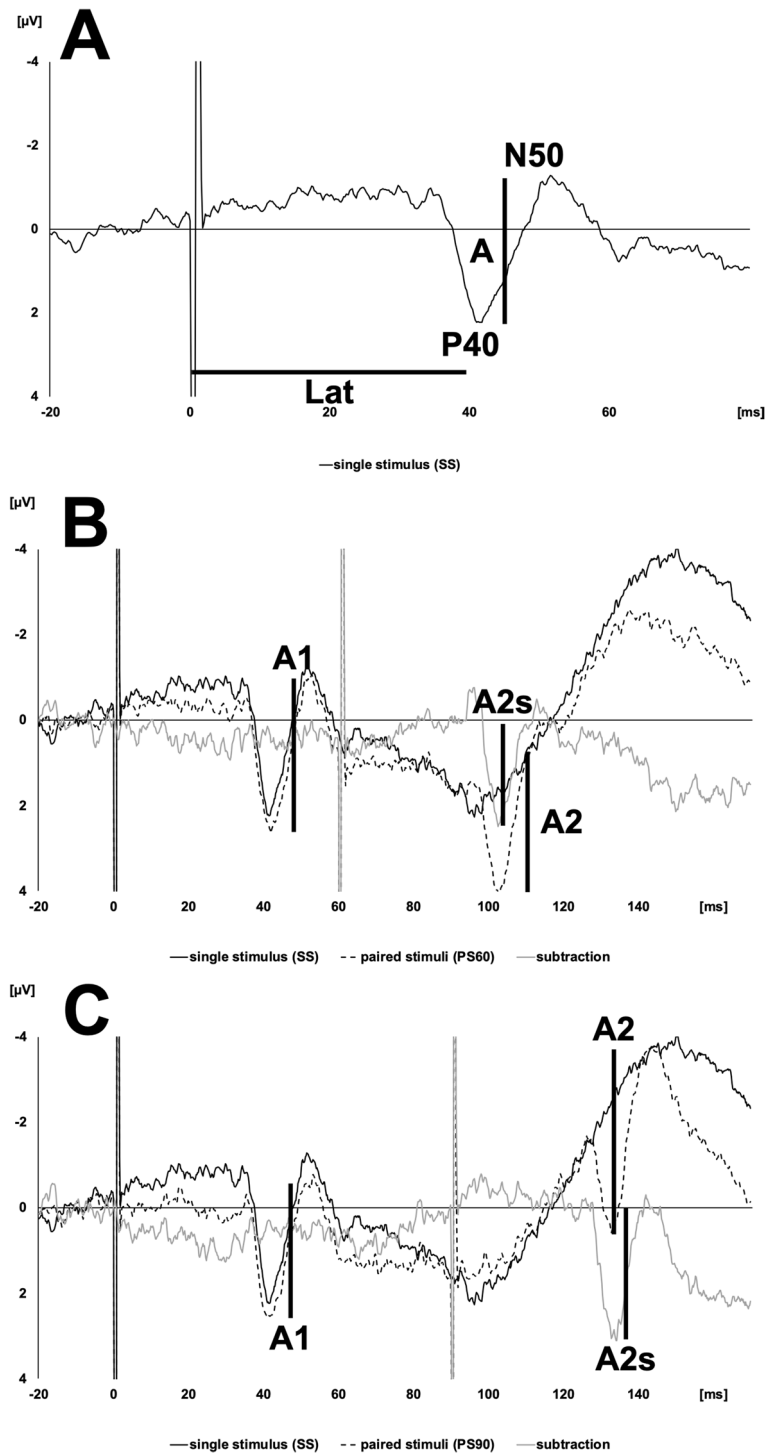 [µV]
A
-4
-2
N50
0
A
2
P40
Lat
4
-20 0 20 40 60 [ms]
single stimulus (SS)
[µV]
B
-4
-2
A1
A2s
0
2
A2
4
-20 0 20 40 60 80 100 120 140 [ms]
single stimulus (SS) paired stimuli (PS60) subtraction
[µV]
C
A2
-4
-2
0
2
A1
A2s
4
-20 0 20 40 60 80 100 120 140 [ms]
single stimulus (SS) paired stimuli (PS90) subtraction